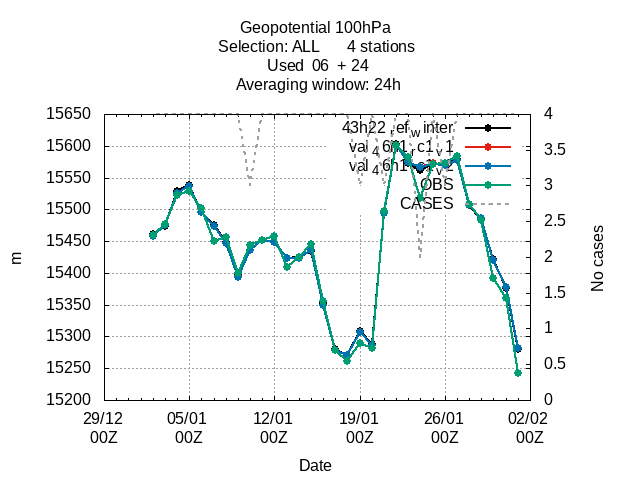 Geopotential 100hPa
Selection: ALL 4 stations
Used 06 + 24
Averaging window: 24h
15650
15600
15550
15500
15450
15400
15350
15300
15250
15200
m
4
3.5
3
2.5
2
1.5
1
0.5
0
No cases
43h22
OBS
CASES
29/12 05/01 12/01 19/01 26/01 02/02
00Z 00Z 00Z 00Z 00Z 00Z
Date